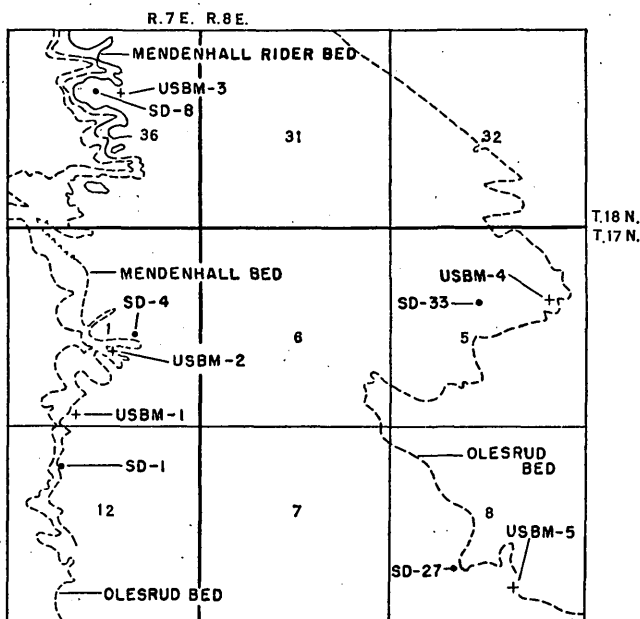 R.7 E. R.8 E.
MENDENHALL RIDER BED
USBM-3
SD-8
36
31
32
T.18 N.
T.17 N.
MENDENHALL BED
SD-4
USBM-4
SD-33
1
6
5
USBM-2
USBM-1
SD-1
OLESRUD
BED
12
7
8
USBM-5
SD-27
OLESRUD BED